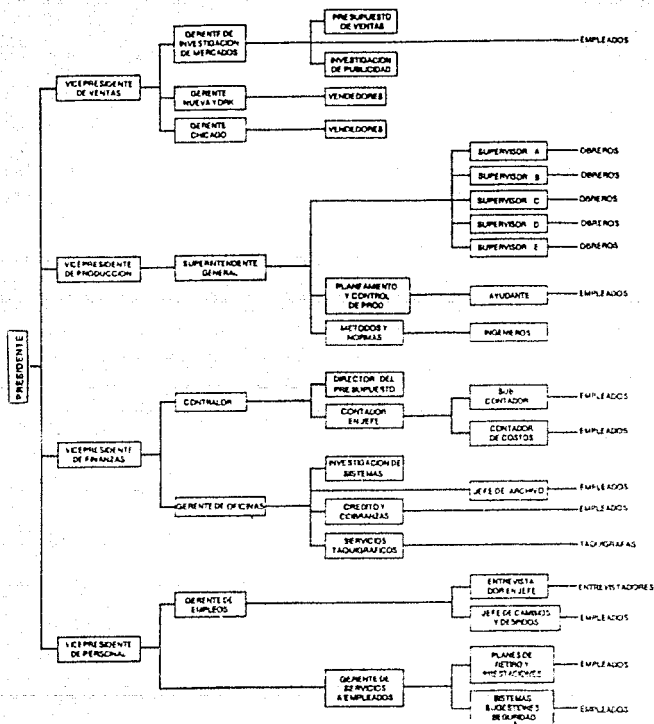 PRESIDENTE
VICEPRESIDENTE
DE VENTAS
GERENTE DE
INVESTIGACION
DE MERCADOS
PRESUPUESTO
DE VENTAS
INVESTIGACION
DE PUBLICIDAD
EMPLEADOS
GERENTE
NUEVA YORK
VENDEDORES
GERENTE
CHICAGO
VENDEDORES
VICEPRESIDENTE
DE PRODUCCION
SUPERINTENDENTE
GENERAL
SUPERVISOR A
OBREROS
SUPERVISOR B
OBREROS
SUPERVISOR C
OBREROS
SUPERVISOR D
OBREROS
SUPERVISOR E
OBREROS
PLANEAMIENTO
Y CONTROL
DE PROD
AYUDANTE
EMPLEADOS
METODOS Y
NORMAS
INGENIEROS
VICEPRESIDENTE
DE FINANZAS
CONTRALOR
DIRECTOR DEL
PRESUPUESTO
CONTADOR
EN JEFE
SUB
CONTADOR
EMPLEADOS
CONTADOR
DE COSTOS
EMPLEADOS
GERENTE DE OFICINAS
INVESTIGACION DE
SISTEMAS
JEFE DE ARCHIVO
EMPLEADOS
CREDITO Y
COBRANZAS
EMPLEADOS
SERVICIOS
TAQUIGRAFICOS
TAQUIGRAFAS
VICEPRESIDENTE
DE PERSONAL
GERENTE DE
EMPLEOS
ENTREVISTA
DOR EN JEFE
ENTREVISTADORES
JEFE DE CAMBIOS
Y DESPIDOS
EMPLEADOS
GERENTE DE
SERVICIOS
A EMPLEADOS
PLANES DE
RETIRO Y
PRESTACIONES
EMPLEADOS
SISTEMAS
SUGESTIONES
SEGURIDAD
EMPLEADOS